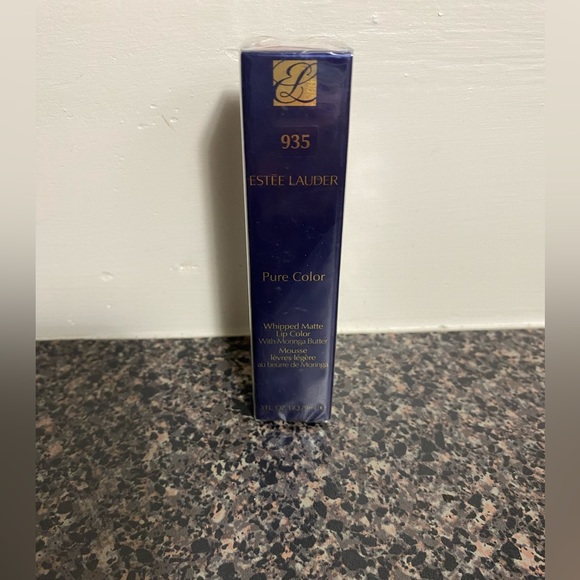 EL
935
ESTĒE LAUDER
Pure Color
Whipped Matte
Lip Color
With Moringa Butter
Mousse
lèvres légère
au beurre de Moringa